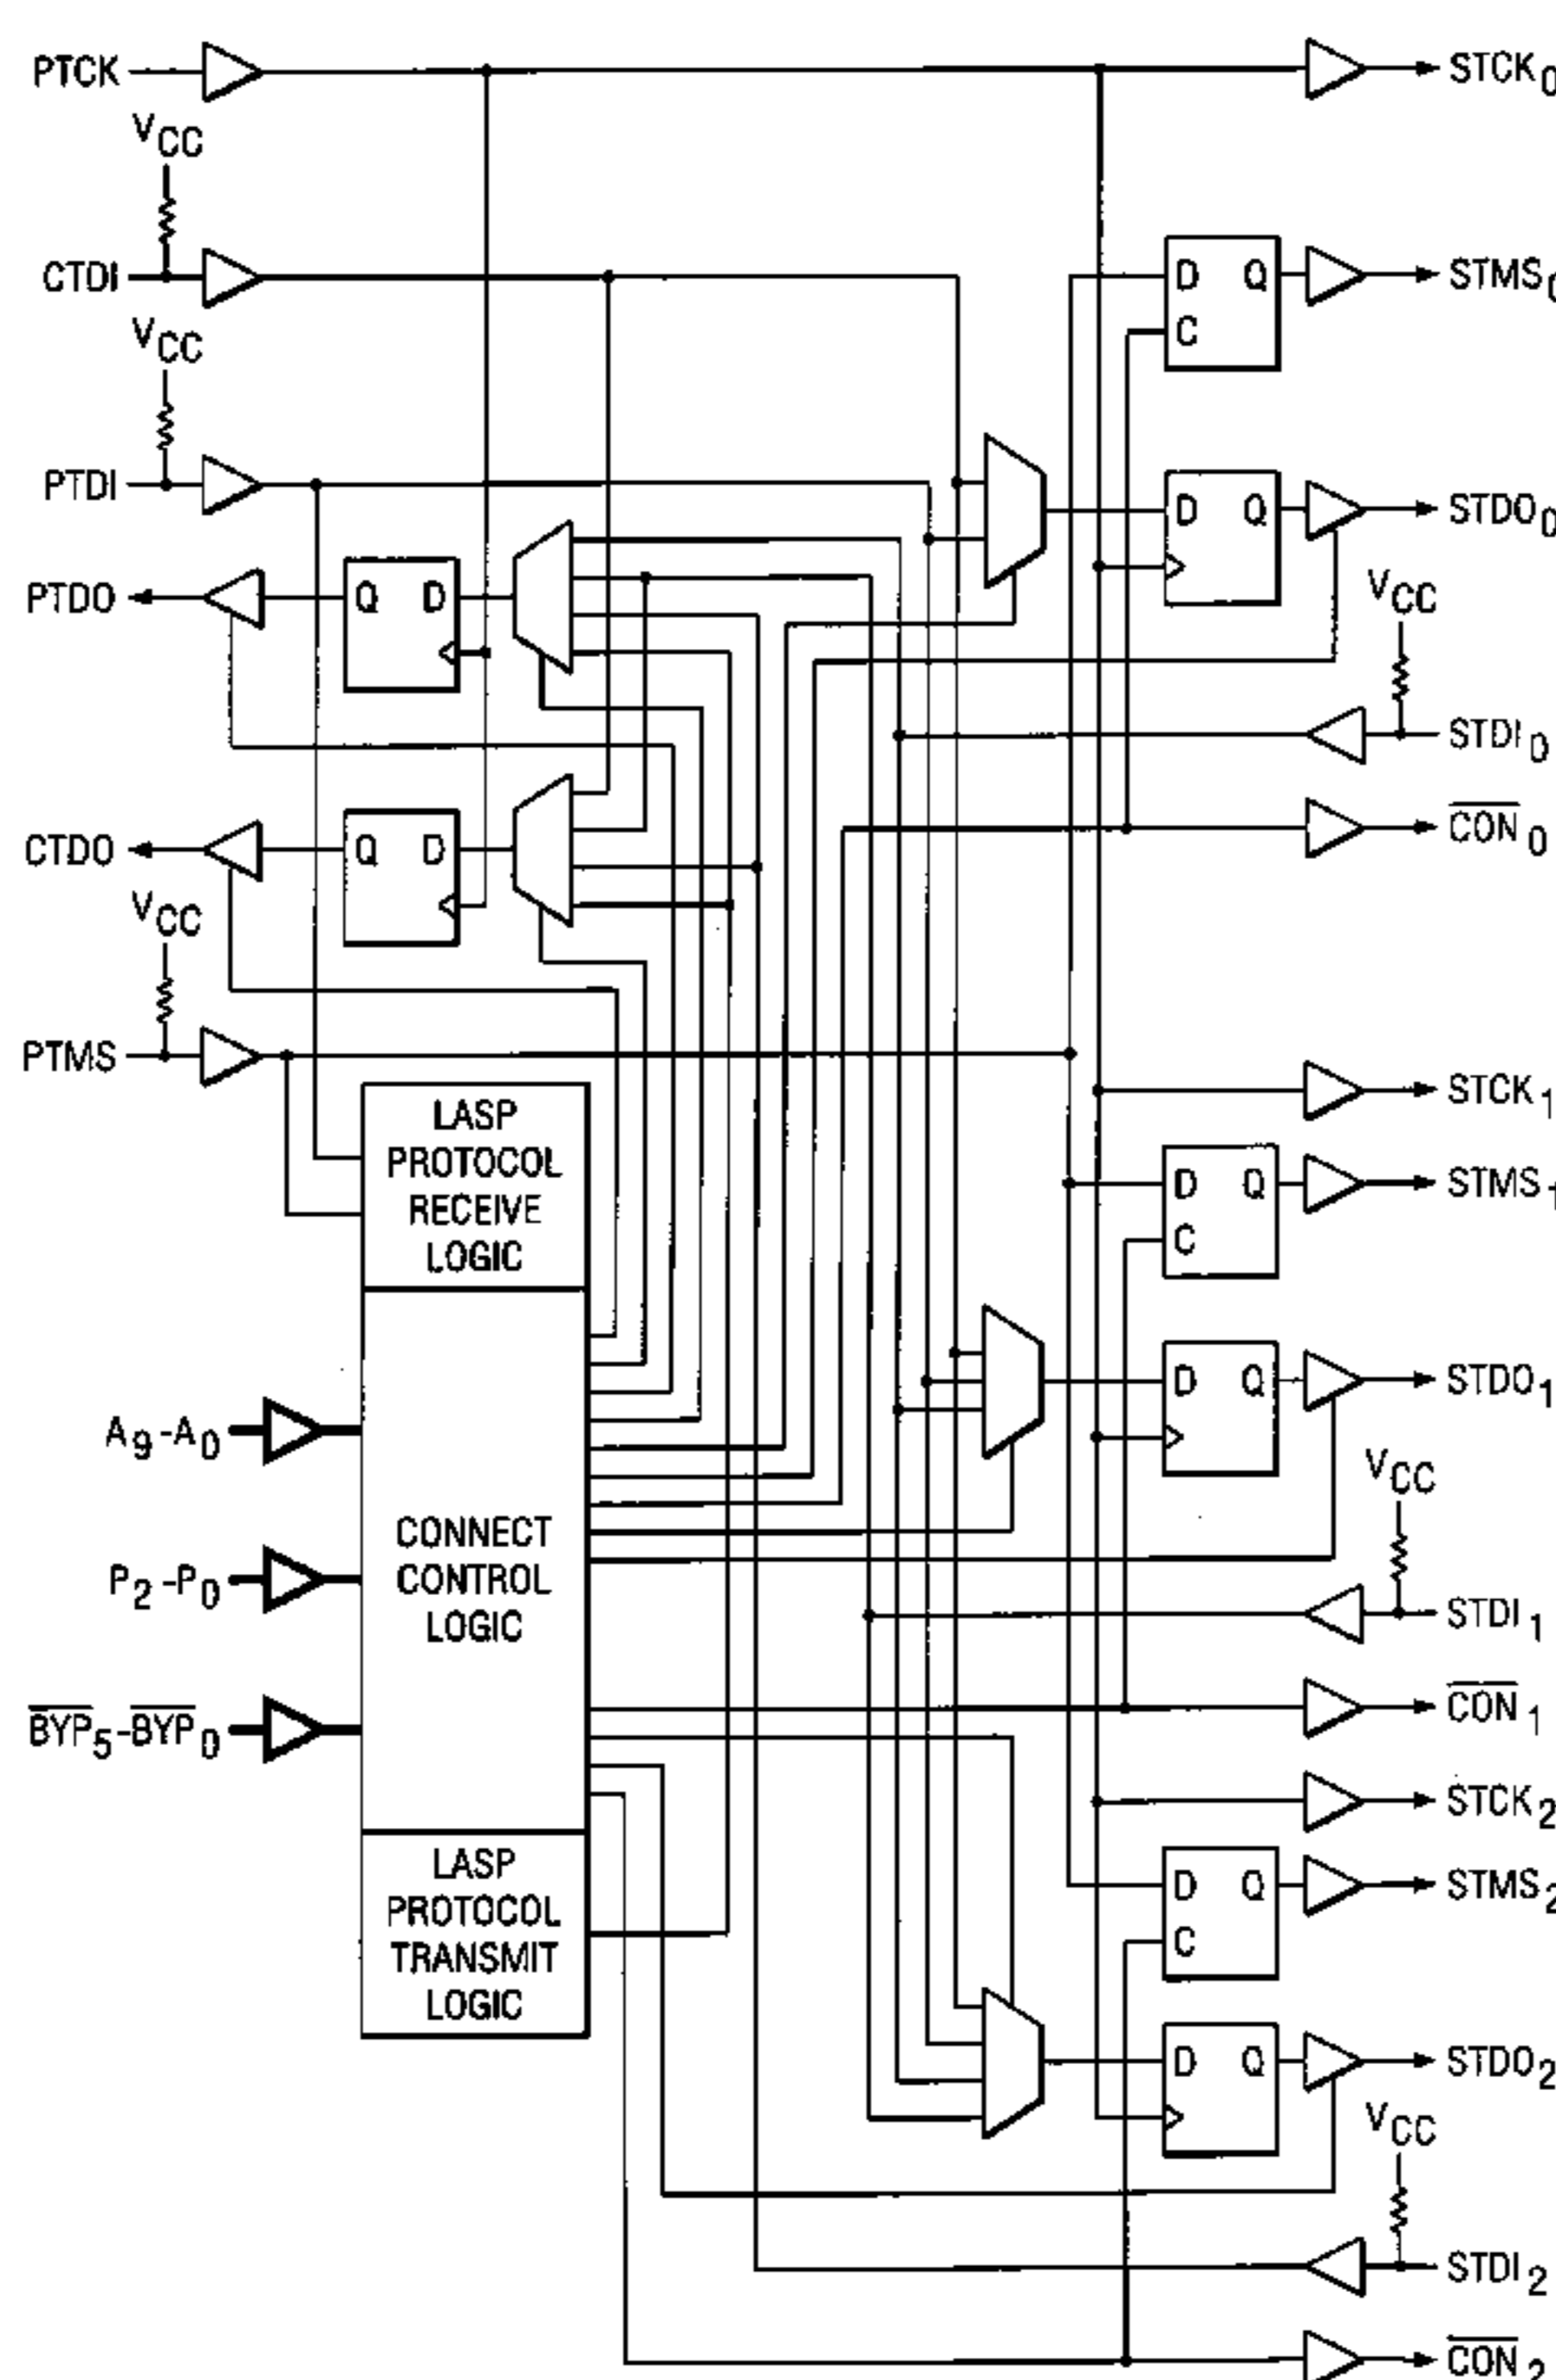 PTCK
STCK0
VCC
CTDI
D Q
STMS0
C
VCC
PTDI
D Q
STDO0
PTDO
Q D
VCC
STDI0
CTDO
Q D
CON0
VCC
PTMS
STCK1
LASP
PROTOCOL
RECEIVE
LOGIC
D Q
STMS1
C
D Q
STDO1
A9-A0
VCC
CONNECT
CONTROL
LOGIC
P2-P0
STDI1
BYP5-BYP0
CON1
STCK2
LASP
PROTOCOL
TRANSMIT
LOGIC
D Q
STMS2
C
D Q
STDO2
VCC
STDI2
CON2